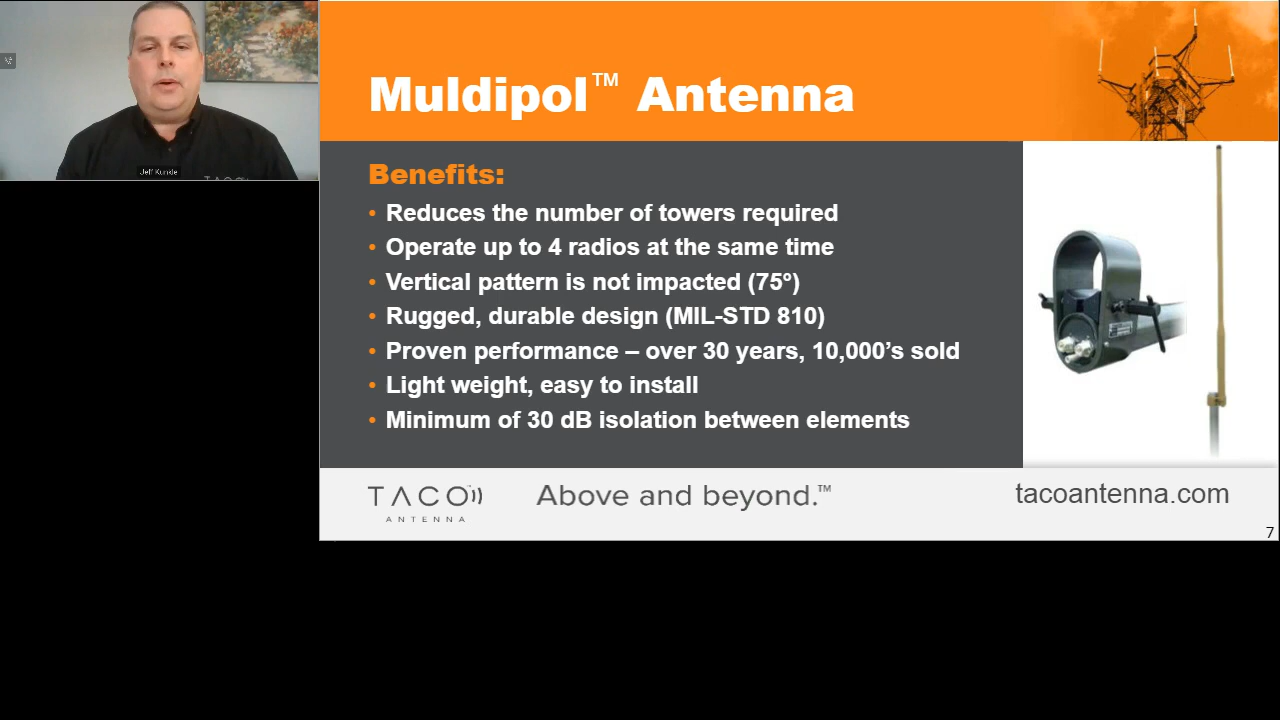 Jeff Kunkle
TACO
Muldipol™ Antenna
Benefits:
• Reduces the number of towers required
• Operate up to 4 radios at the same time
• Vertical pattern is not impacted (75º)
• Rugged, durable design (MIL-STD 810)
• Proven performance – over 30 years, 10,000’s sold
• Light weight, easy to install
• Minimum of 30 dB isolation between elements
TACO
ANTENNA
Above and beyond.™
tacoantenna.com
7